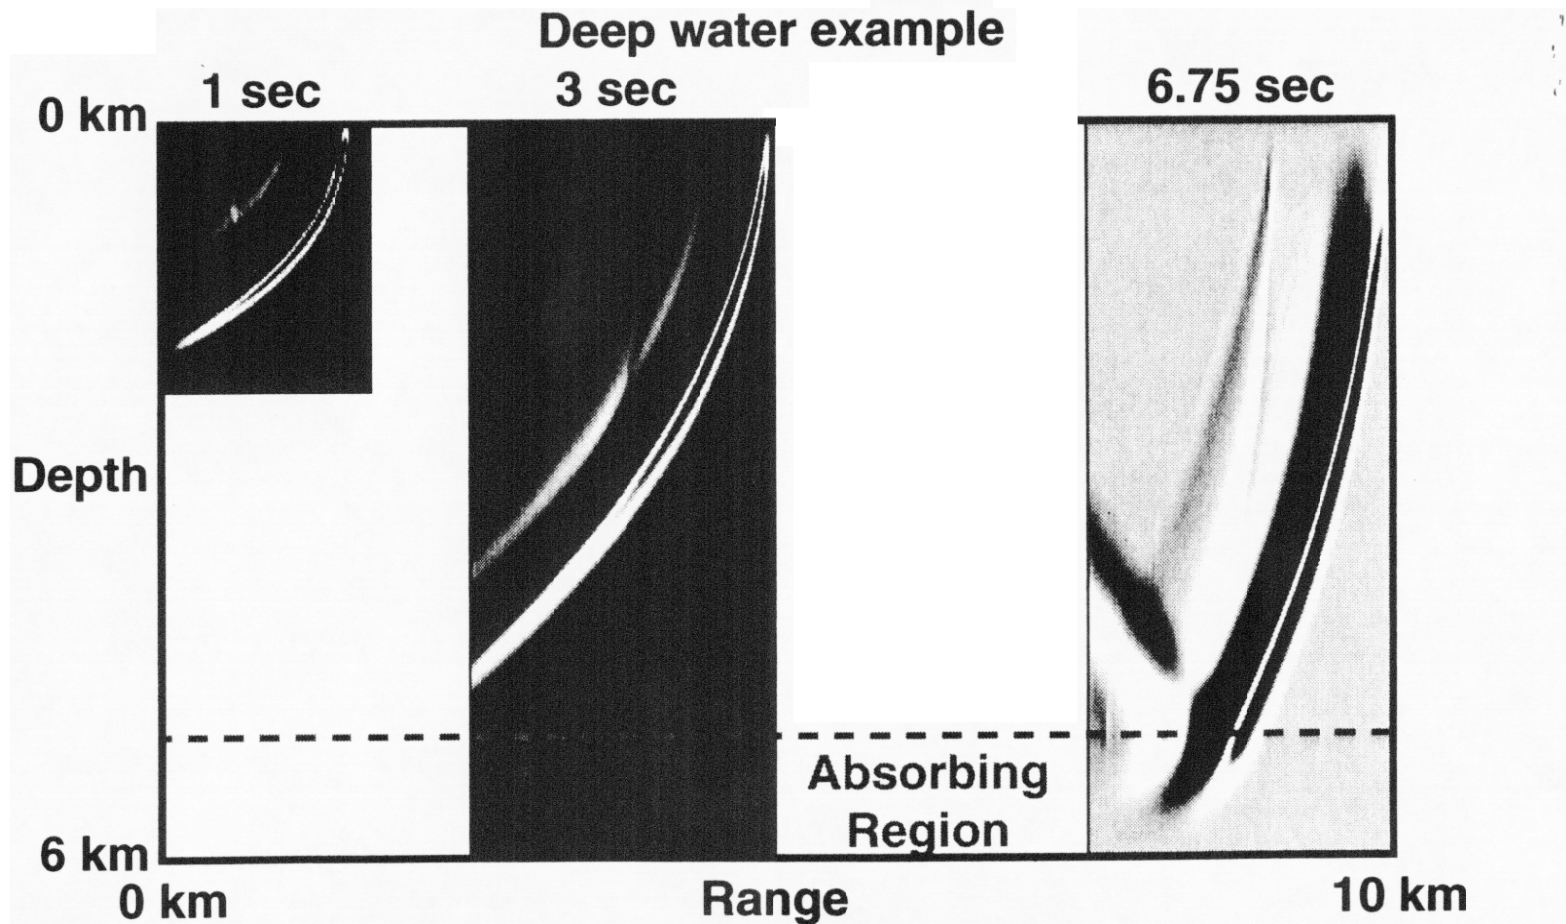 Deep water example
1 sec
3 sec
6.75 sec
0 km
Depth
Absorbing
Region
6 km
0 km
Range
10 km